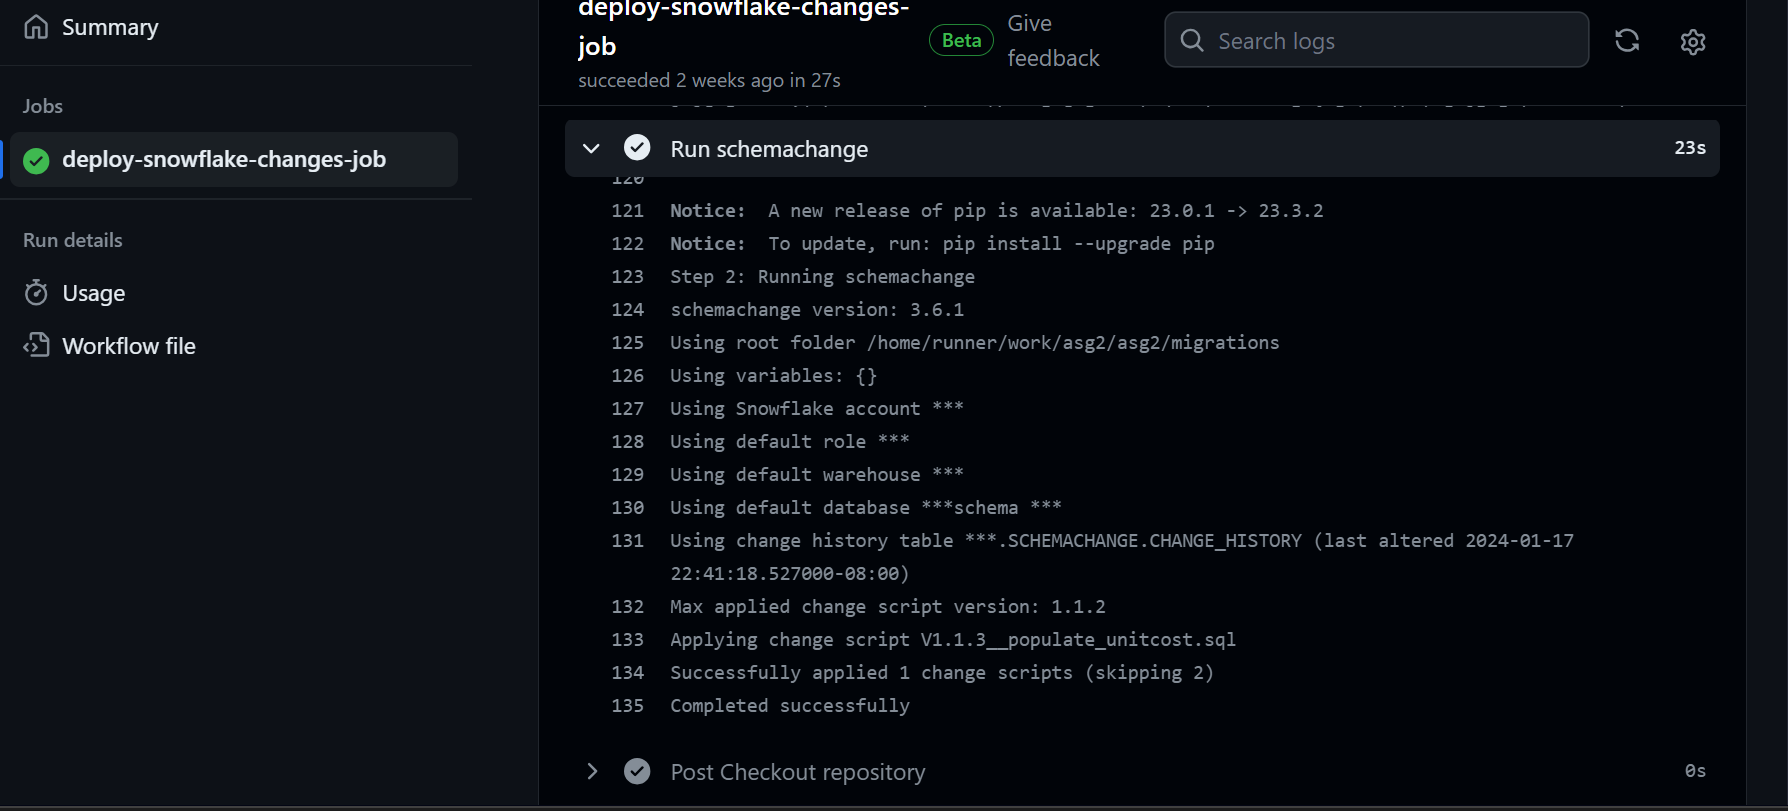 Summary
Jobs
deploy-snowflake-changes-job
Run details
Usage
Workflow file
deploy-snowflake-changes-
job
succeeded 2 weeks ago in 27s
Beta
Give
feedback
Search logs
Run schemachange 23s
120
121 Notice: A new release of pip is available: 23.0.1 -> 23.3.2
122 Notice: To update, run: pip install --upgrade pip
123 Step 2: Running schemachange
124 schemachange version: 3.6.1
125 Using root folder /home/runner/work/asg2/asg2/migrations
126 Using variables: {}
127 Using Snowflake account ***
128 Using default role ***
129 Using default warehouse ***
130 Using default database ***schema ***
131 Using change history table ***.SCHEMACHANGE.CHANGE_HISTORY (last altered 2024-01-17
22:41:18.527000-08:00)
132 Max applied change script version: 1.1.2
133 Applying change script V1.1.3__populate_unitcost.sql
134 Successfully applied 1 change scripts (skipping 2)
135 Completed successfully
Post Checkout repository 0s